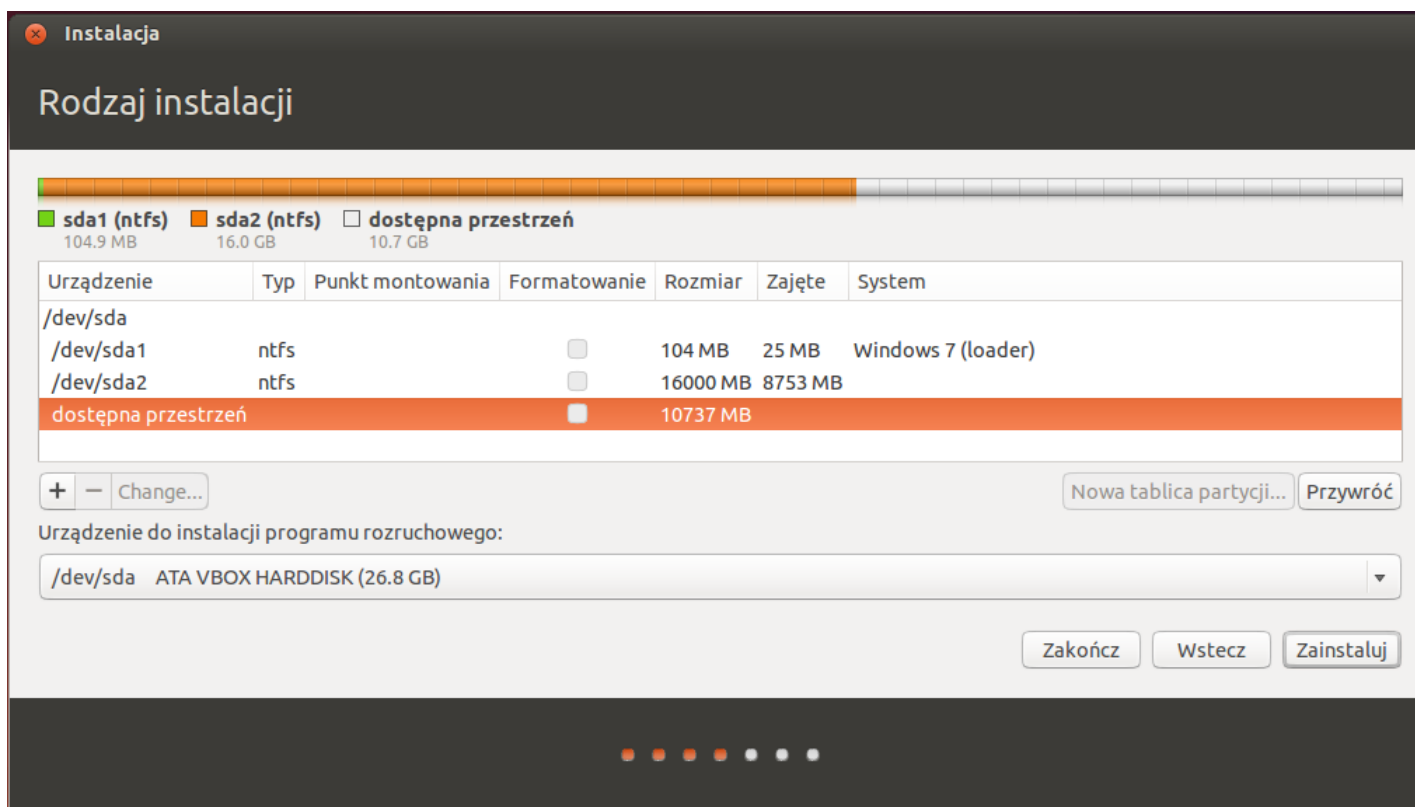 Instalacja
Rodzaj instalacji
sda1 (ntfs) sda2 (ntfs) dostępna przestrzeń
104.9 MB 16.0 GB 10.7 GB
Urządzenie Typ Punkt montowania Formatowanie Rozmiar Zajęte System
/dev/sda
/dev/sda1 ntfs 104 MB 25 MB Windows 7 (loader)
/dev/sda2 ntfs 16000 MB 8753 MB
dostępna przestrzeń 10737 MB
+ − Change... Nowa tablica partycji... Przywróć
Urządzenie do instalacji programu rozruchowego:
/dev/sda ATA VBOX HARDDISK (26.8 GB)
Zakończ Wstecz Zainstaluj